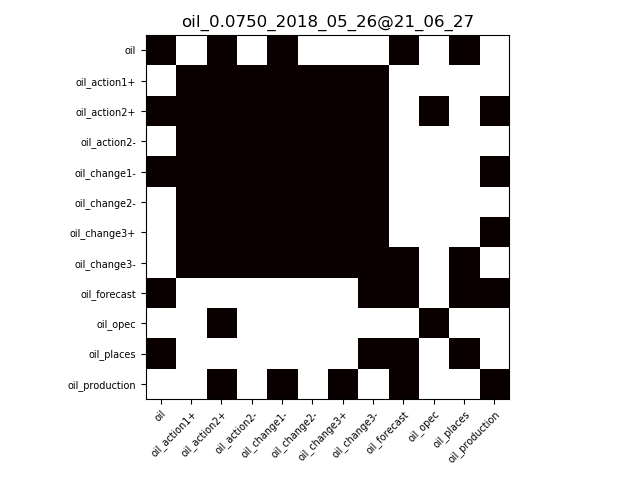 oil_0.0750_2018_05_26@21_06_27
oil
oil_action1+
oil_action2+
oil_action2-
oil_change1-
oil_change2-
oil_change3+
oil_change3-
oil_forecast
oil_opec
oil_places
oil_production
oil
oil_action1+
oil_action2+
oil_action2-
oil_change1-
oil_change2-
oil_change3+
oil_change3-
oil_forecast
oil_opec
oil_places
oil_production